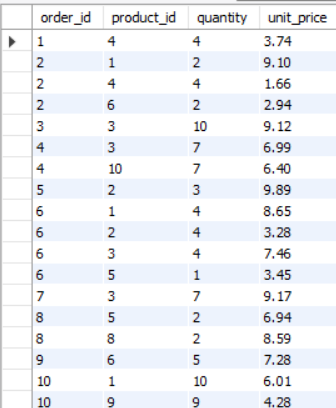 order_id product_id quantity unit_price
1 4 4 3.74
2 1 2 9.10
2 4 4 1.66
2 6 2 2.94
3 3 10 9.12
4 3 7 6.99
4 10 7 6.40
5 2 3 9.89
6 1 4 8.65
6 2 4 3.28
6 3 4 7.46
6 5 1 3.45
7 3 7 9.17
8 5 2 6.94
8 8 2 8.59
9 6 5 7.28
10 1 10 6.01
10 9 9 4.28